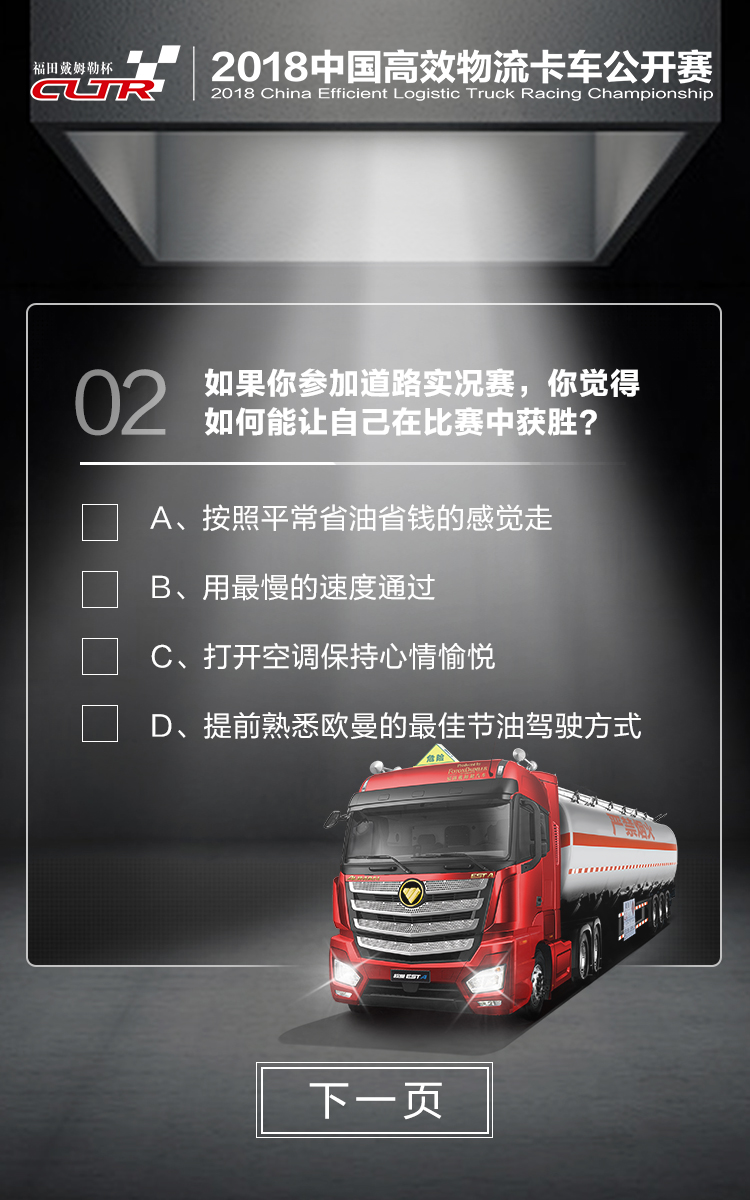 福田戴姆勒杯
CLTR
2018中国高效物流卡车公开赛
2018 China Efficient Logistic Truck Racing Championship
02
如果你参加道路实况赛，你觉得
如何能让自己在比赛中获胜？
A、按照平常省油省钱的感觉走
B、用最慢的速度通过
C、打开空调保持心情愉悦
D、提前熟悉欧曼的最佳节油驾驶方式
危险
严禁烟火
EST-A
欧曼 EST-A
下一页